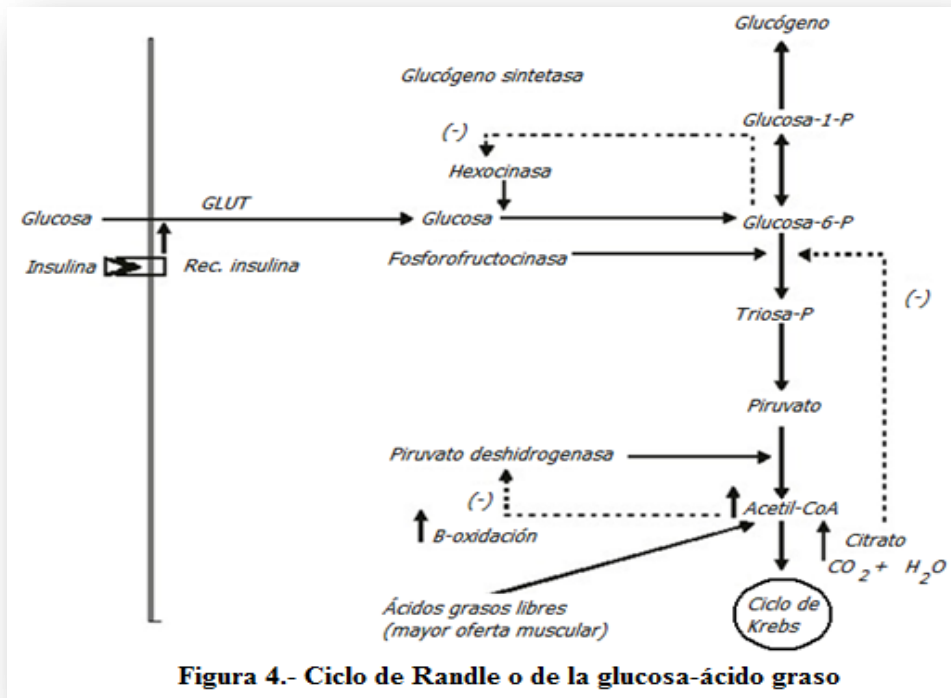 Glucógeno
Glucógeno sintetasa
Glucosa-1-P
(-)
Hexocinasa
Glucosa
GLUT
Glucosa
Glucosa-6-P
Insulina
Rec. insulina
Fosforofructocinasa
(-)
Triosa-P
Piruvato
Piruvato deshidrogenasa
(-)
Acetil-CoA
B-oxidación
Citrato
CO2 + H2O
Ácidos grasos libres
(mayor oferta muscular)
Ciclo de
Krebs
Figura 4.- Ciclo de Randle o de la glucosa-ácido graso